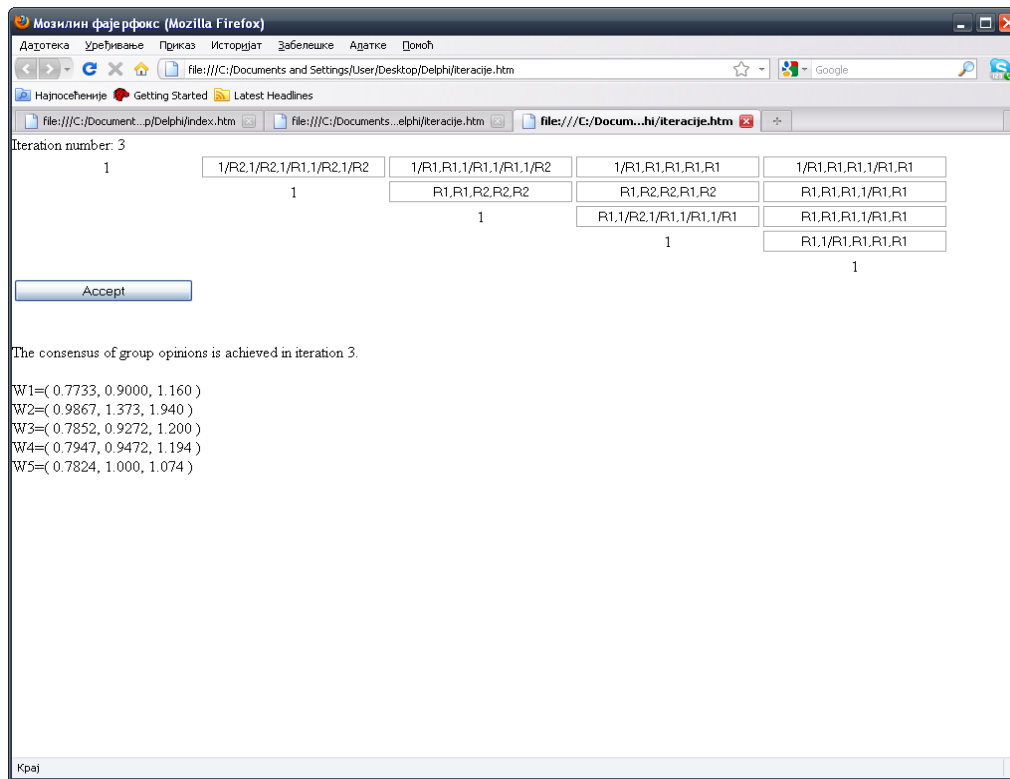 Мозилин фајерфокс (Mozilla Firefox)
Датотека Уређивање Приказ Историјат Забелешке Алатке Помоћ
file:///C:/Documents and Settings/User/Desktop/Delphi/iteracije.htm Google
Најпосећеније Getting Started Latest Headlines
file:///C:/Document...p/Delphi/index.htm file:///C:/Documents...elphi/iteracije.htm file:///C:/Docum...hi/iteracije.htm
Iteration number: 3
1 1/R2,1/R2,1/R1,1/R2,1/R2 1/R1,R1,1/R1,1/R1,1/R2 1/R1,R1,R1,R1,R1 1/R1,R1,R1,1/R1,R1
1 R1,R1,R2,R2,R2 R1,R2,R2,R1,R2 R1,R1,R1,1/R1,R1
1 R1,1/R2,1/R1,1/R1,1/R1 R1,R1,R1,1/R1,R1
1 R1,1/R1,R1,R1,R1
1
Accept
The consensus of group opinions is achieved in iteration 3.
W1=( 0.7733, 0.9000, 1.160 )
W2=( 0.9867, 1.373, 1.940 )
W3=( 0.7852, 0.9272, 1.200 )
W4=( 0.7947, 0.9472, 1.194 )
W5=( 0.7824, 1.000, 1.074 )
Крај